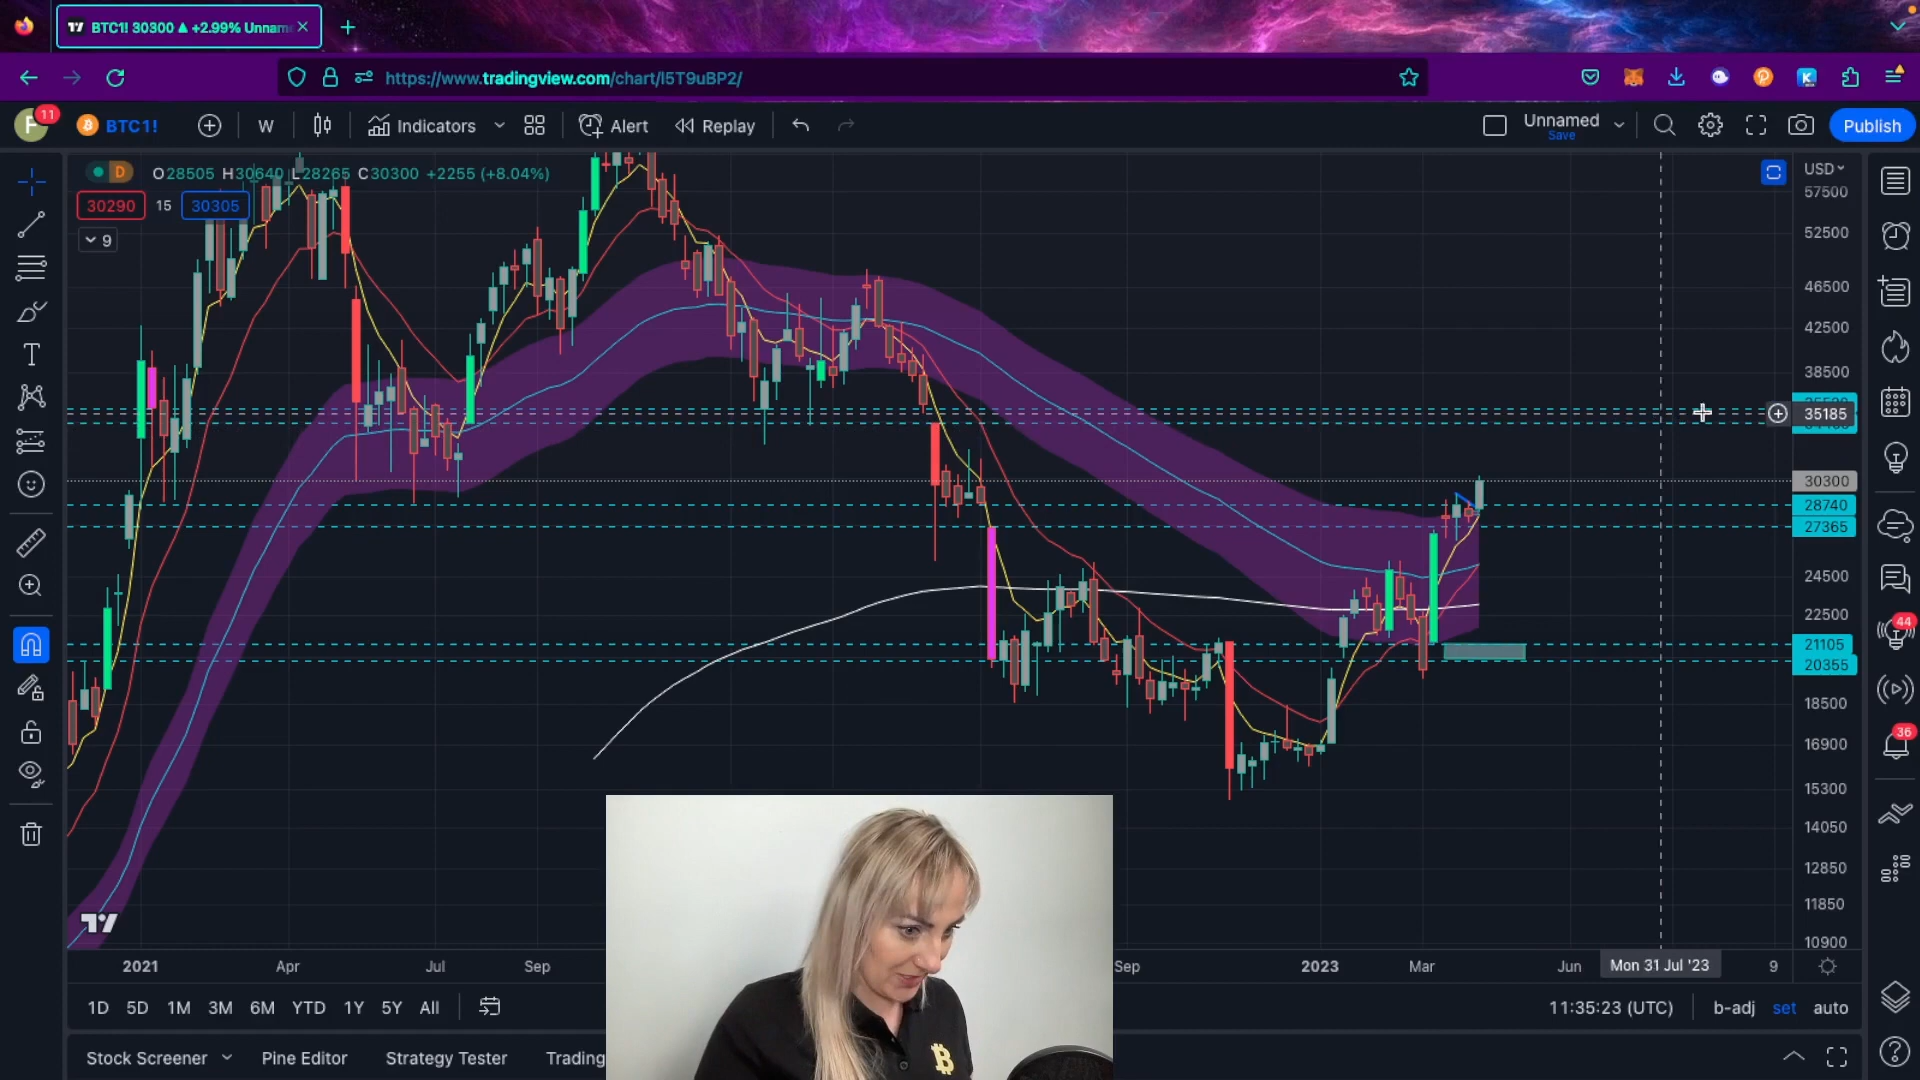 BTC1! 30300 ▲ +2.99% Unnam
https://www.tradingview.com/chart/I5T9uBP2/
F 11 BTC1! W Indicators Alert Replay Unnamed Save Publish
D O28505 H30640 L28265 C30300 +2255 (+8.04%) USD
30290 15 30305
9
57500
52500
46500
42500
38500
35185
30300
28740
27365
24500
22500
21105
20355
18500
16900
15300
14050
12850
11850
10900
44
36
2021 Apr Jul Sep Sep 2023 Mar Jun Mon 31 Jul '23 9
1D 5D 1M 3M 6M YTD 1Y 5Y All 11:35:23 (UTC) b-adj set auto
Stock Screener Pine Editor Strategy Tester Trading